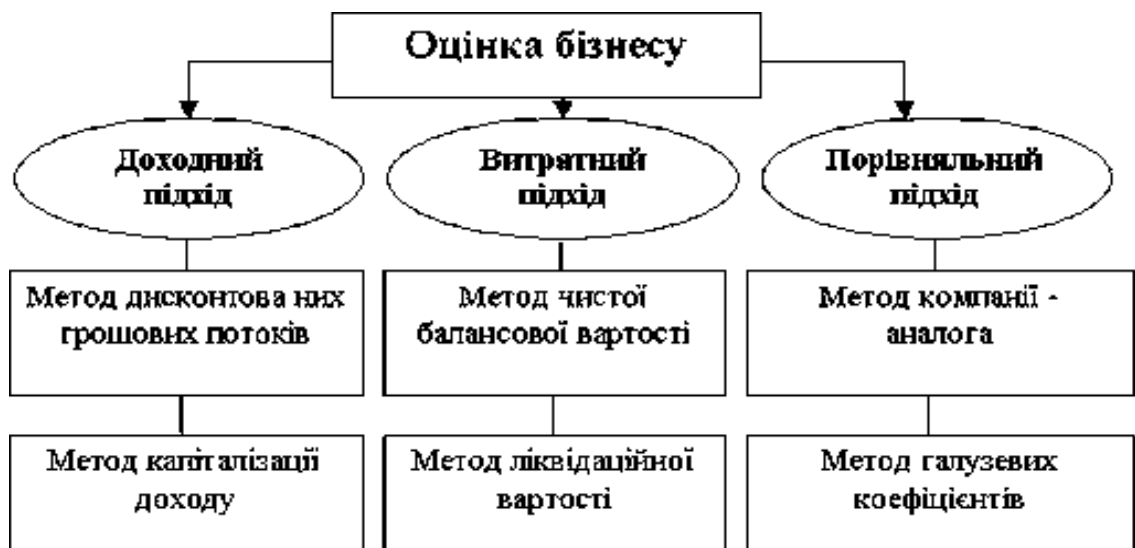 Оцінка бізнесу
Доходний
підхід
Витратний
підхід
Порівняльний
підхід
Метод дисконтова них
грошових потоків
Метод чистої
балансової вартості
Метод компанії -
аналога
Метод капіталізації
доходу
Метод ліквідаційної
вартості
Метод галузевих
коефіцієнтів